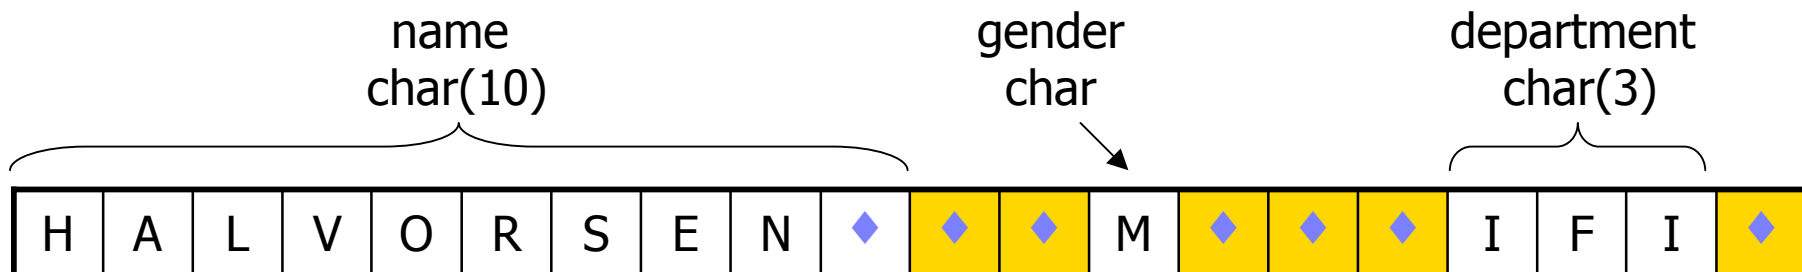 name gender department
char(10) char char(3)
H A L V O R S E N ♦ ♦ ♦ M ♦ ♦ ♦ I F I ♦